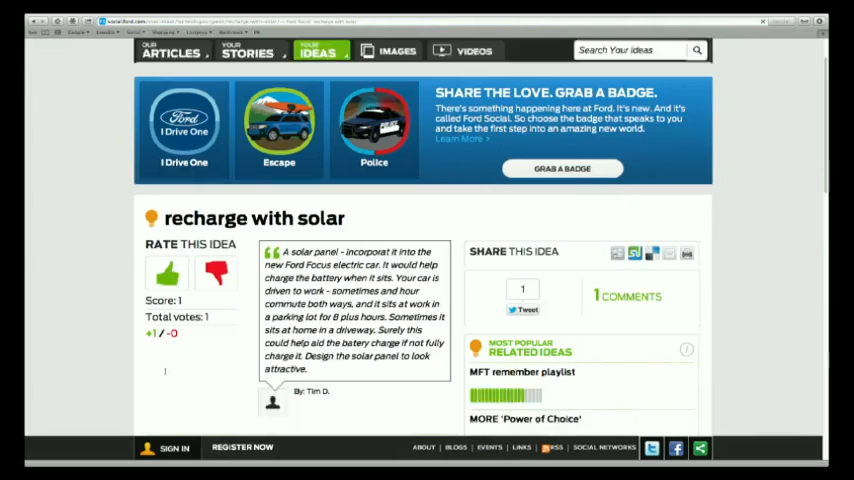 OUR
ARTICLES
YOUR
STORIES
YOUR
IDEAS
IMAGES
VIDEOS
Search Your ideas
Ford
I Drive One
I Drive One
Escape
POLICE
Police
SHARE THE LOVE. GRAB A BADGE.
There's something happening here at Ford. It's new. And it's
called Ford Social. So choose the badge that speaks to you
and take the first step into an amazing new world.
Learn More >
GRAB A BADGE
recharge with solar
RATE THIS IDEA
Score: 1
Total votes: 1
+1 / -0
A solar panel - incorporat it into the
new Ford Focus electric car. It would help
charge the battery when it sits. Your car is
driven to work - sometimes and hour
commute both ways, and it sits at work in
a parking lot for 8 plus hours. Sometimes it
sits at home in a driveway. Surely this
could help aid the batery charge if not fully
charge it. Design the solar panel to look
attractive.
By: Tim D.
SHARE THIS IDEA
1
Tweet
1 COMMENTS
MOST POPULAR
RELATED IDEAS
MFT remember playlist
MORE 'Power of Choice'
SIGN IN
REGISTER NOW
ABOUT | BLOGS | EVENTS | LINKS | RSS | SOCIAL NETWORKS